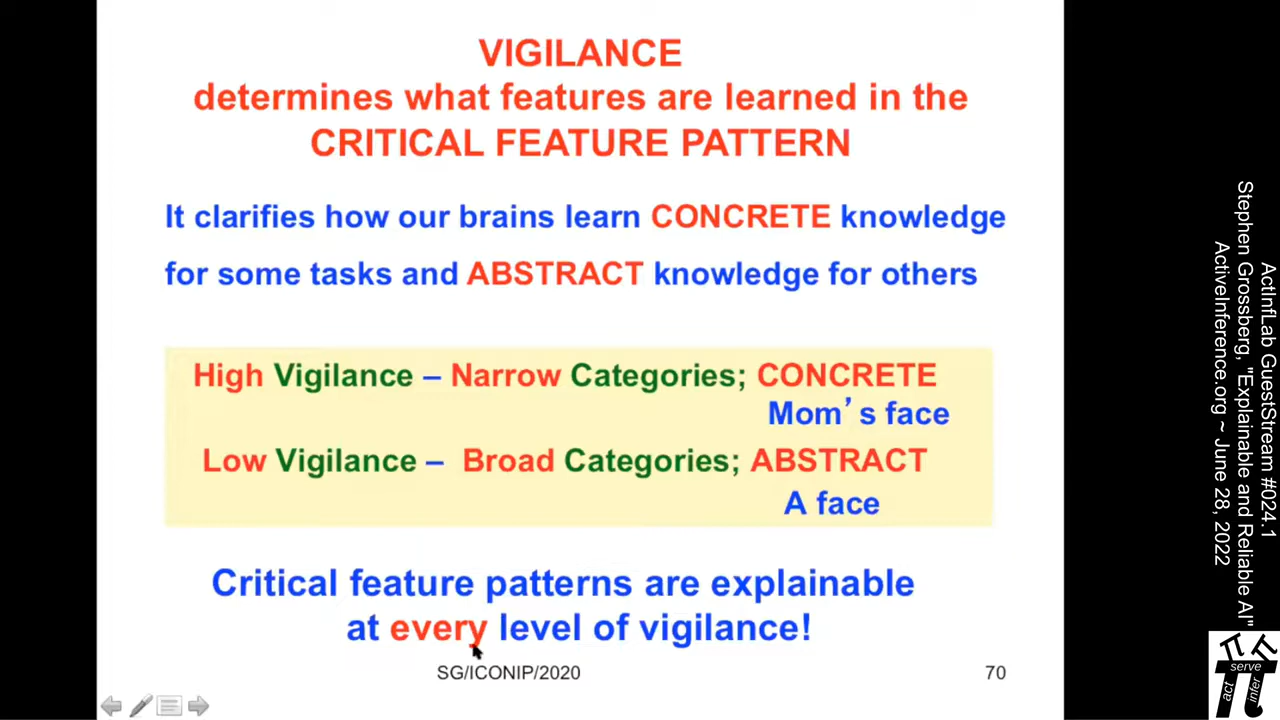 VIGILANCE
determines what features are learned in the
CRITICAL FEATURE PATTERN
It clarifies how our brains learn CONCRETE knowledge
for some tasks and ABSTRACT knowledge for others
High Vigilance – Narrow Categories; CONCRETE
Mom’s face
Low Vigilance – Broad Categories; ABSTRACT
A face
Critical feature patterns are explainable
at every level of vigilance!
SG/ICONIP/2020
70
ActInfLab GuestStream #024.1
Stephen Grossberg, "Explainable and Reliable AI"
ActiveInference.org ~ June 28, 2022
π π
serve
act
infer